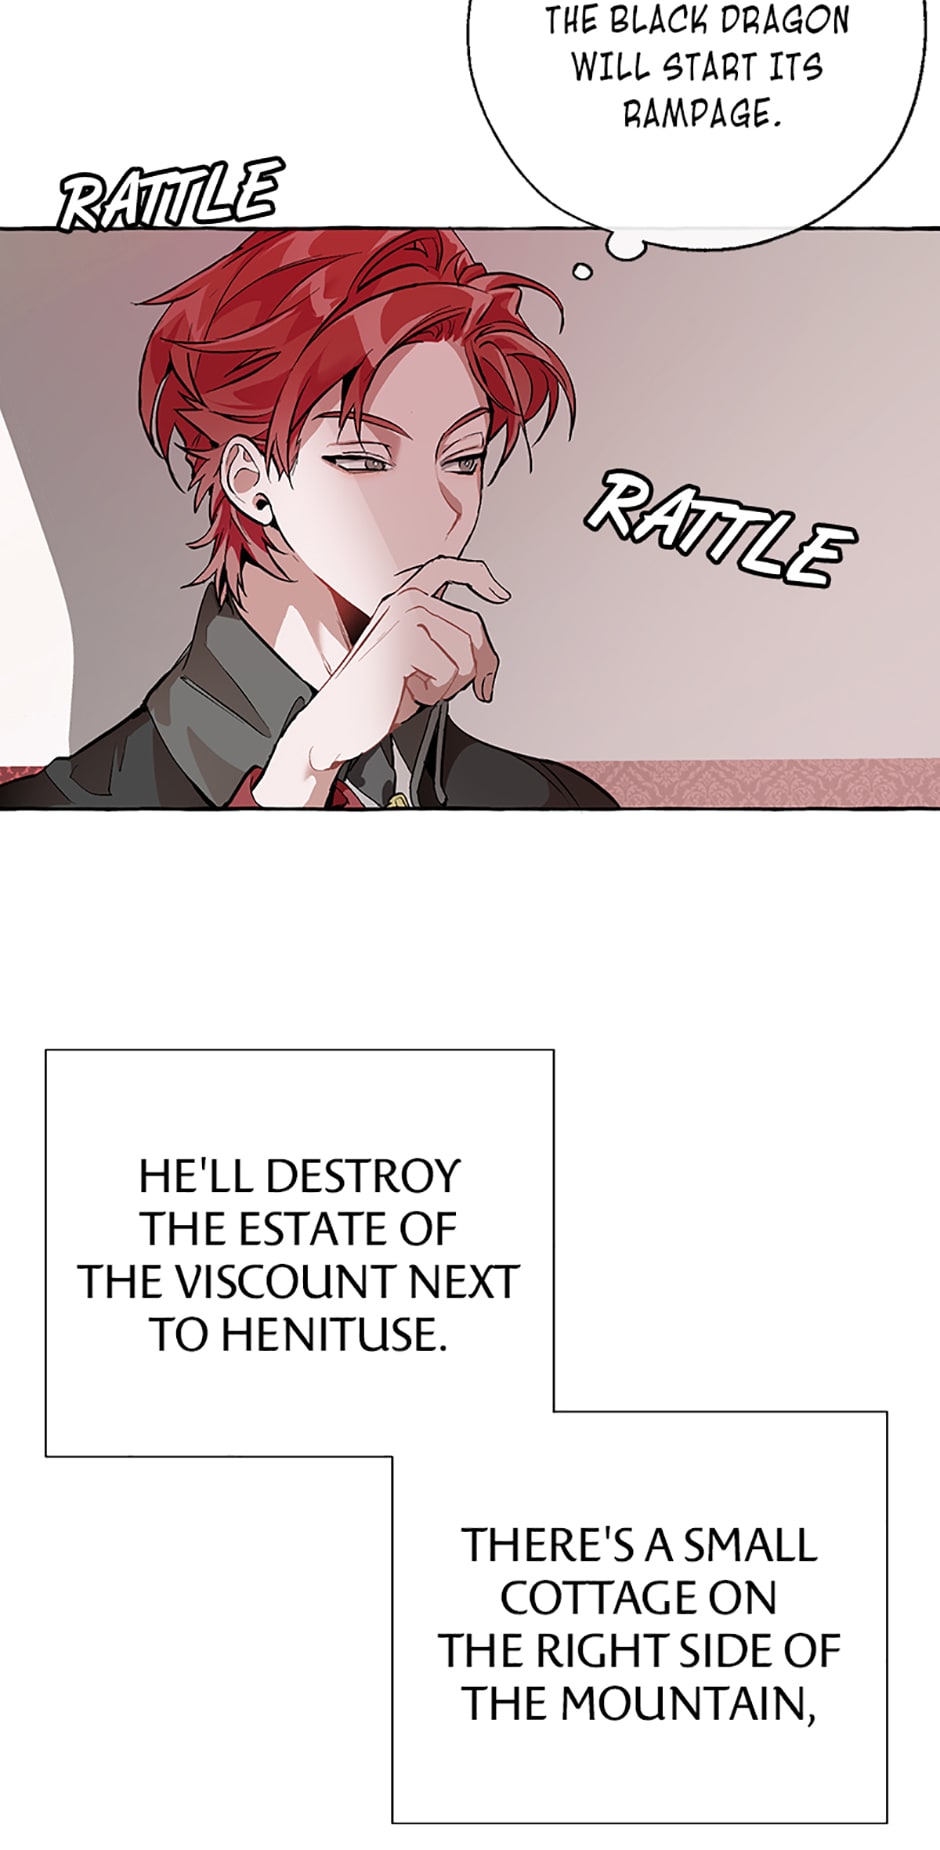 THE BLACK DRAGON
WILL START ITS
RAMPAGE.
RATTLE
RATTLE
HE'LL DESTROY
THE ESTATE OF
THE VISCOUNT NEXT
TO HENITUSE.
THERE'S A SMALL
COTTAGE ON
THE RIGHT SIDE OF
THE MOUNTAIN,